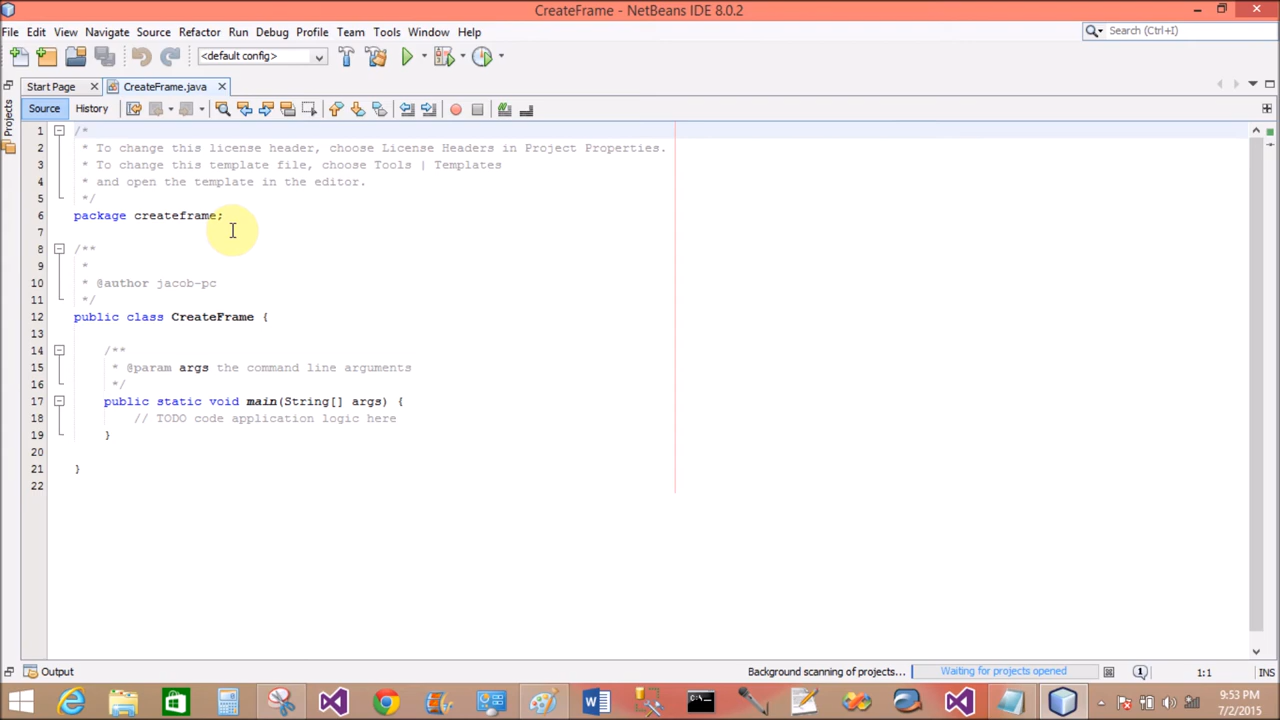 CreateFrame - NetBeans IDE 8.0.2
File Edit View Navigate Source Refactor Run Debug Profile Team Tools Window Help
Search (Ctrl+I)
<default config>
Start Page
CreateFrame.java
Projects
Source History
1 /*
2 * To change this license header, choose License Headers in Project Properties.
3 * To change this template file, choose Tools | Templates
4 * and open the template in the editor.
5 */
6 package createframe;
7
8 /**
9 *
10 * @author jacob-pc
11 */
12 public class CreateFrame {
13
14 /**
15 * @param args the command line arguments
16 */
17 public static void main(String[] args) {
18 // TODO code application logic here
19 }
20
21 }
22
Output
Background scanning of projects...
Waiting for projects opened
1
1:1
INS
9:53 PM
7/2/2015